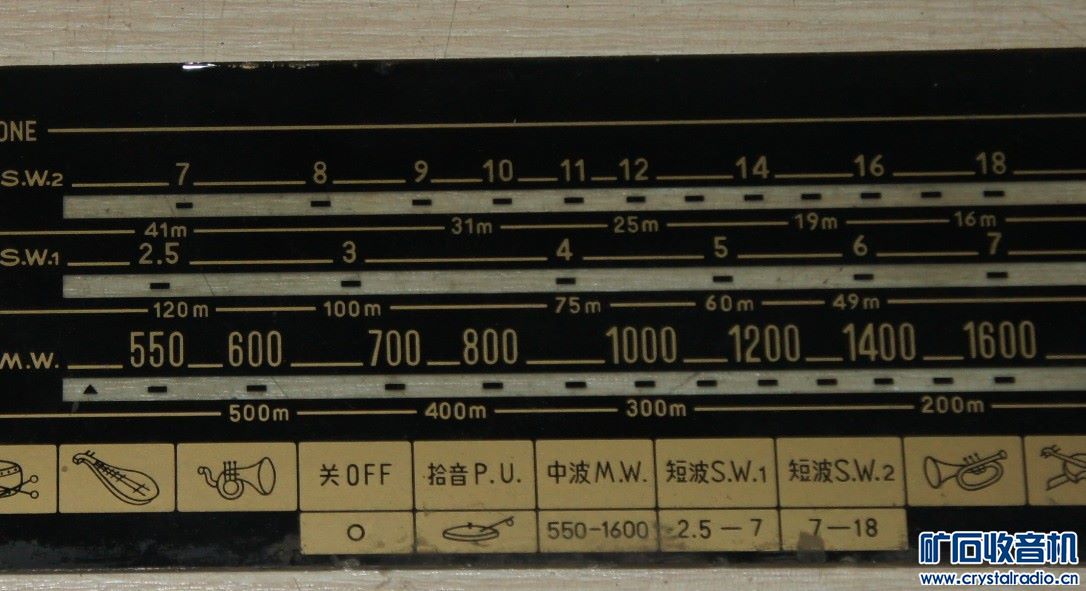 ONE
S.W.2 7 8 9 10 11 12 14 16 18
41m 31m 25m 19m 16m
S.W.1 2.5 3 4 5 6 7
120m 100m 75m 60m 49m
M.W. 550 600 700 800 1000 1200 1400 1600
500m 400m 300m 200m
关OFF 拾音P.U. 中波M.W. 短波S.W.1 短波S.W.2
550-1600 2.5-7 7-18
矿石收音机
www.crystalradio.cn